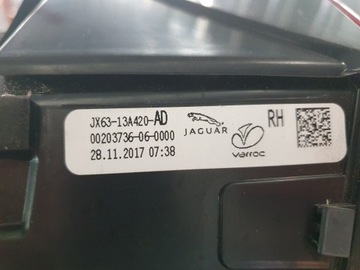 JX63-13A420-AD
00203736-06-0000
28.11.2017 07:38
JAGUAR
varroc
RH